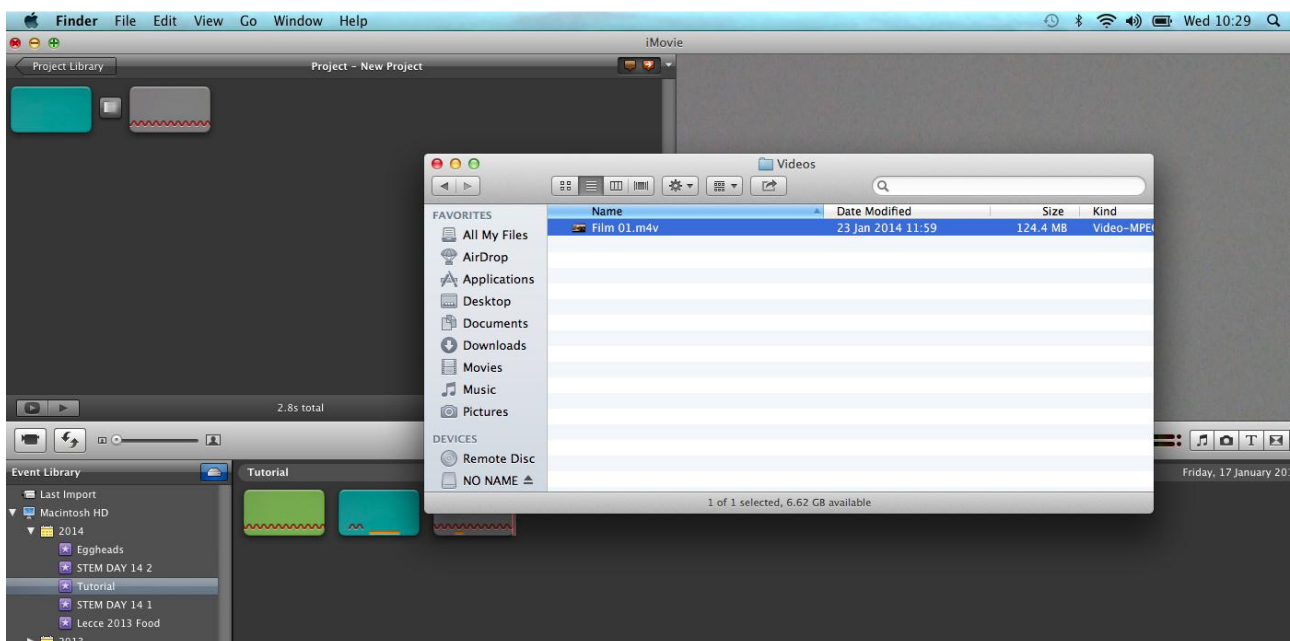 Finder File Edit View Go Window Help Wed 10:29
iMovie
Project Library Project - New Project
Videos
FAVORITES
All My Files
AirDrop
Applications
Desktop
Documents
Downloads
Movies
Music
Pictures
DEVICES
Remote Disc
NO NAME
Name Date Modified Size Kind
Film 01.m4v 23 Jan 2014 11:59 124.4 MB Video-MPE
1 of 1 selected, 6.62 GB available
2.8s total
T
Event Library Tutorial Friday, 17 January 20
Last Import
Macintosh HD
2014
Eggheads
STEM DAY 14 2
Tutorial
STEM DAY 14 1
Lecce 2013 Food
2013